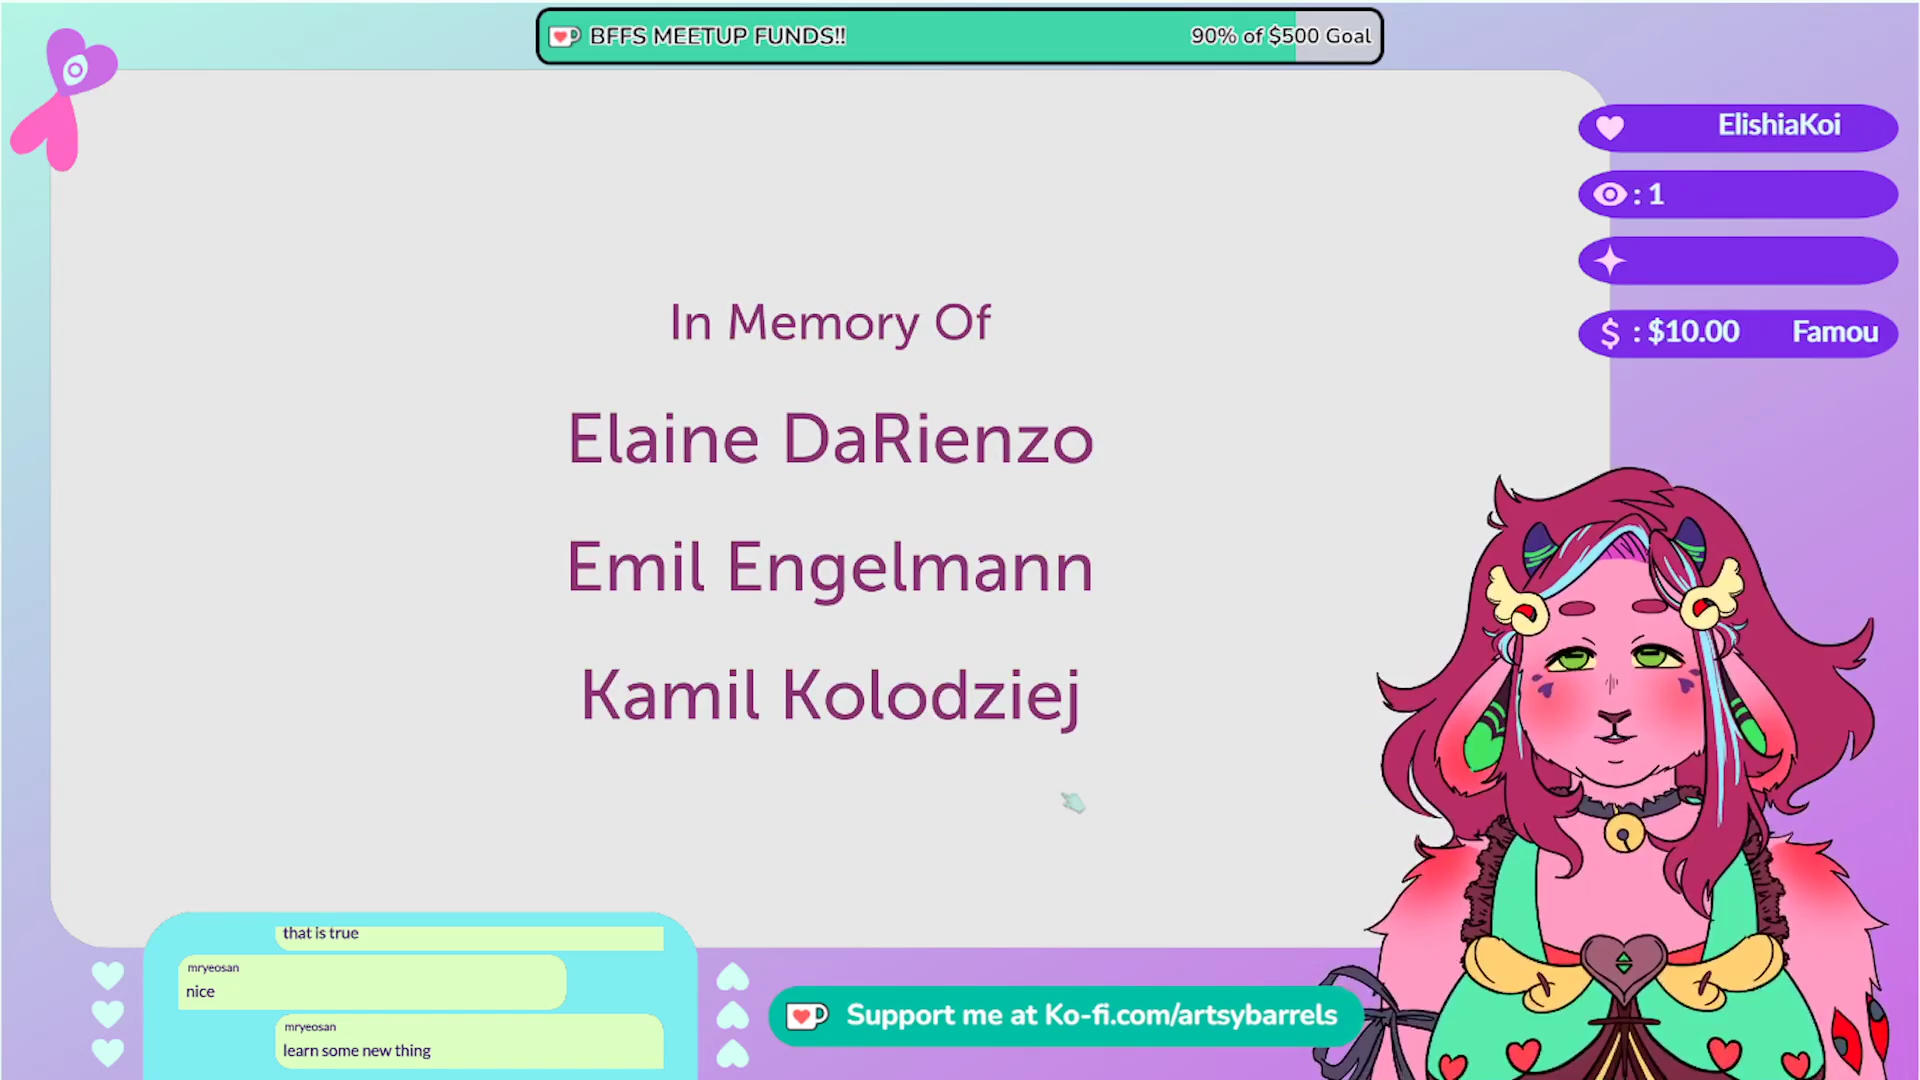 BFFS MEETUP FUNDS!! 90% of $500 Goal
ElishiaKoi
: 1
: $10.00 Famou
In Memory Of
Elaine DaRienzo
Emil Engelmann
Kamil Kolodziej
that is true
mryeosan
nice
mryeosan
learn some new thing
Support me at Ko-fi.com/artsybarrels